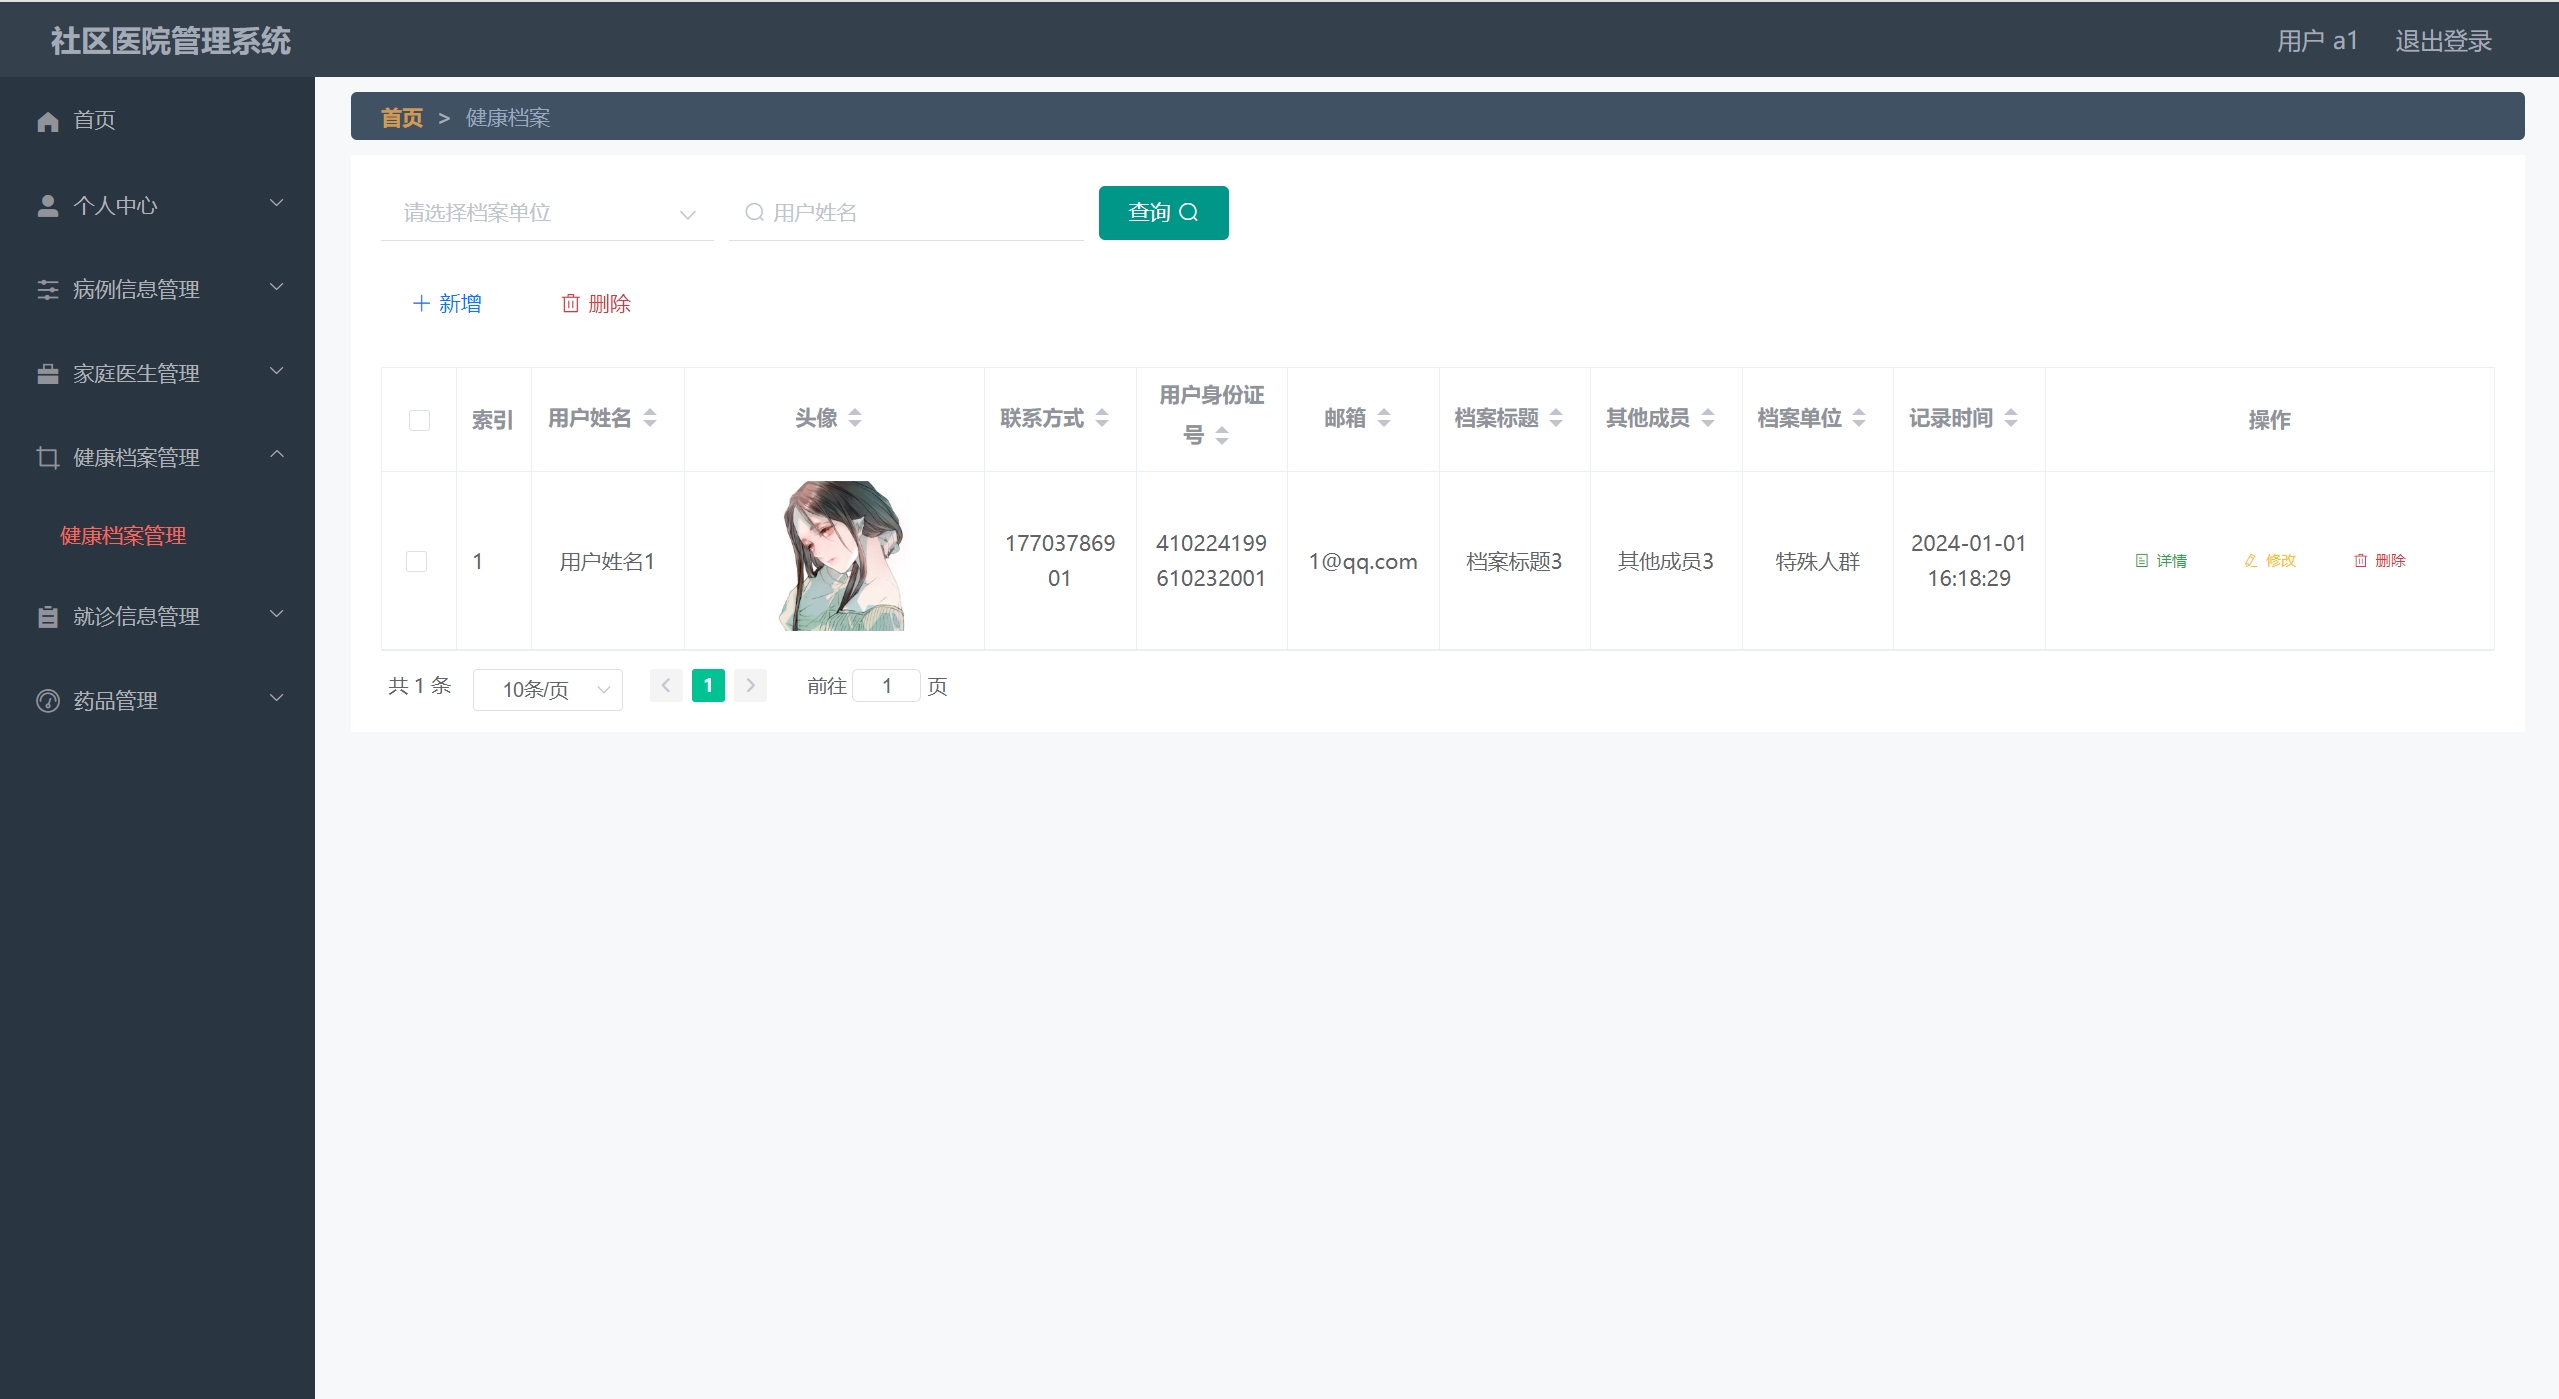 社区医院管理系统
用户 a1 退出登录
首页
个人中心
病例信息管理
家庭医生管理
健康档案管理
健康档案管理
就诊信息管理
药品管理
首页 > 健康档案
请选择档案单位 用户姓名 查询
新增 删除
索引 用户姓名 头像 联系方式 用户身份证 邮箱 档案标题 其他成员 档案单位 记录时间 操作
号
1 用户姓名1 177037869 410224199 1@qq.com 档案标题3 其他成员3 特殊人群 2024-01-01 详情 修改 删除
01 610232001 16:18:29
共 1 条 10条/页 1 前往 1 页